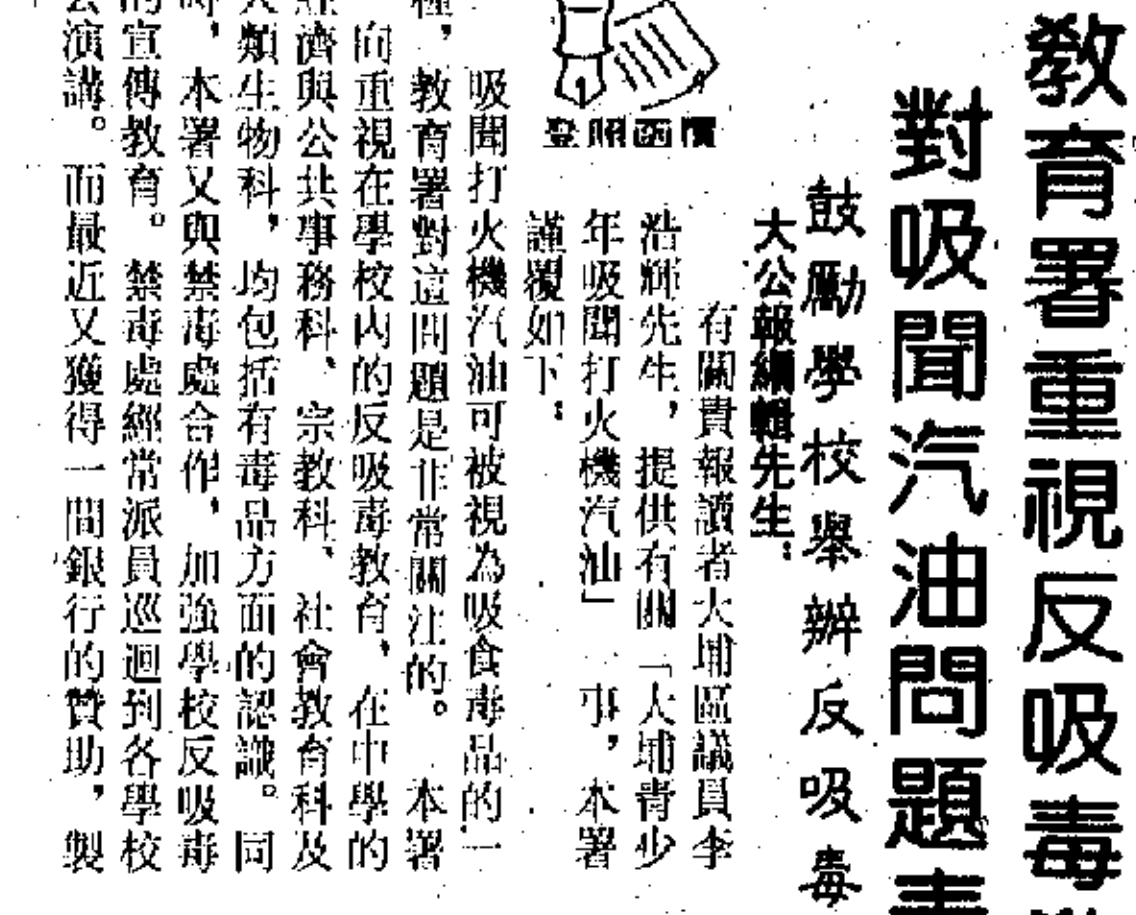 教育署重視反吸毒
對吸聞汽油問題
鼓勵學校舉辦反吸毒
大公報編輯先生：
有關貴報讀者大埔區議員李
浩輝先生，提供有關「大埔青少
年吸聞打火機汽油」一事，本署
謹覆如下：
吸聞打火機汽油可被視為吸食毒品的一
種，教育署對這問題是非常關注的。本署
一向重視在學校內的反吸毒教育，在中學的
經濟與公共事務科、宗教科、社會教育科及
人類生物科，均包括有毒品方面的認識。同
時，本署又與禁毒處合作，加強學校反吸毒
的宣傳教育。禁毒處經常派員巡迴到各學校
演講。而最近又獲得一間銀行的贊助，製